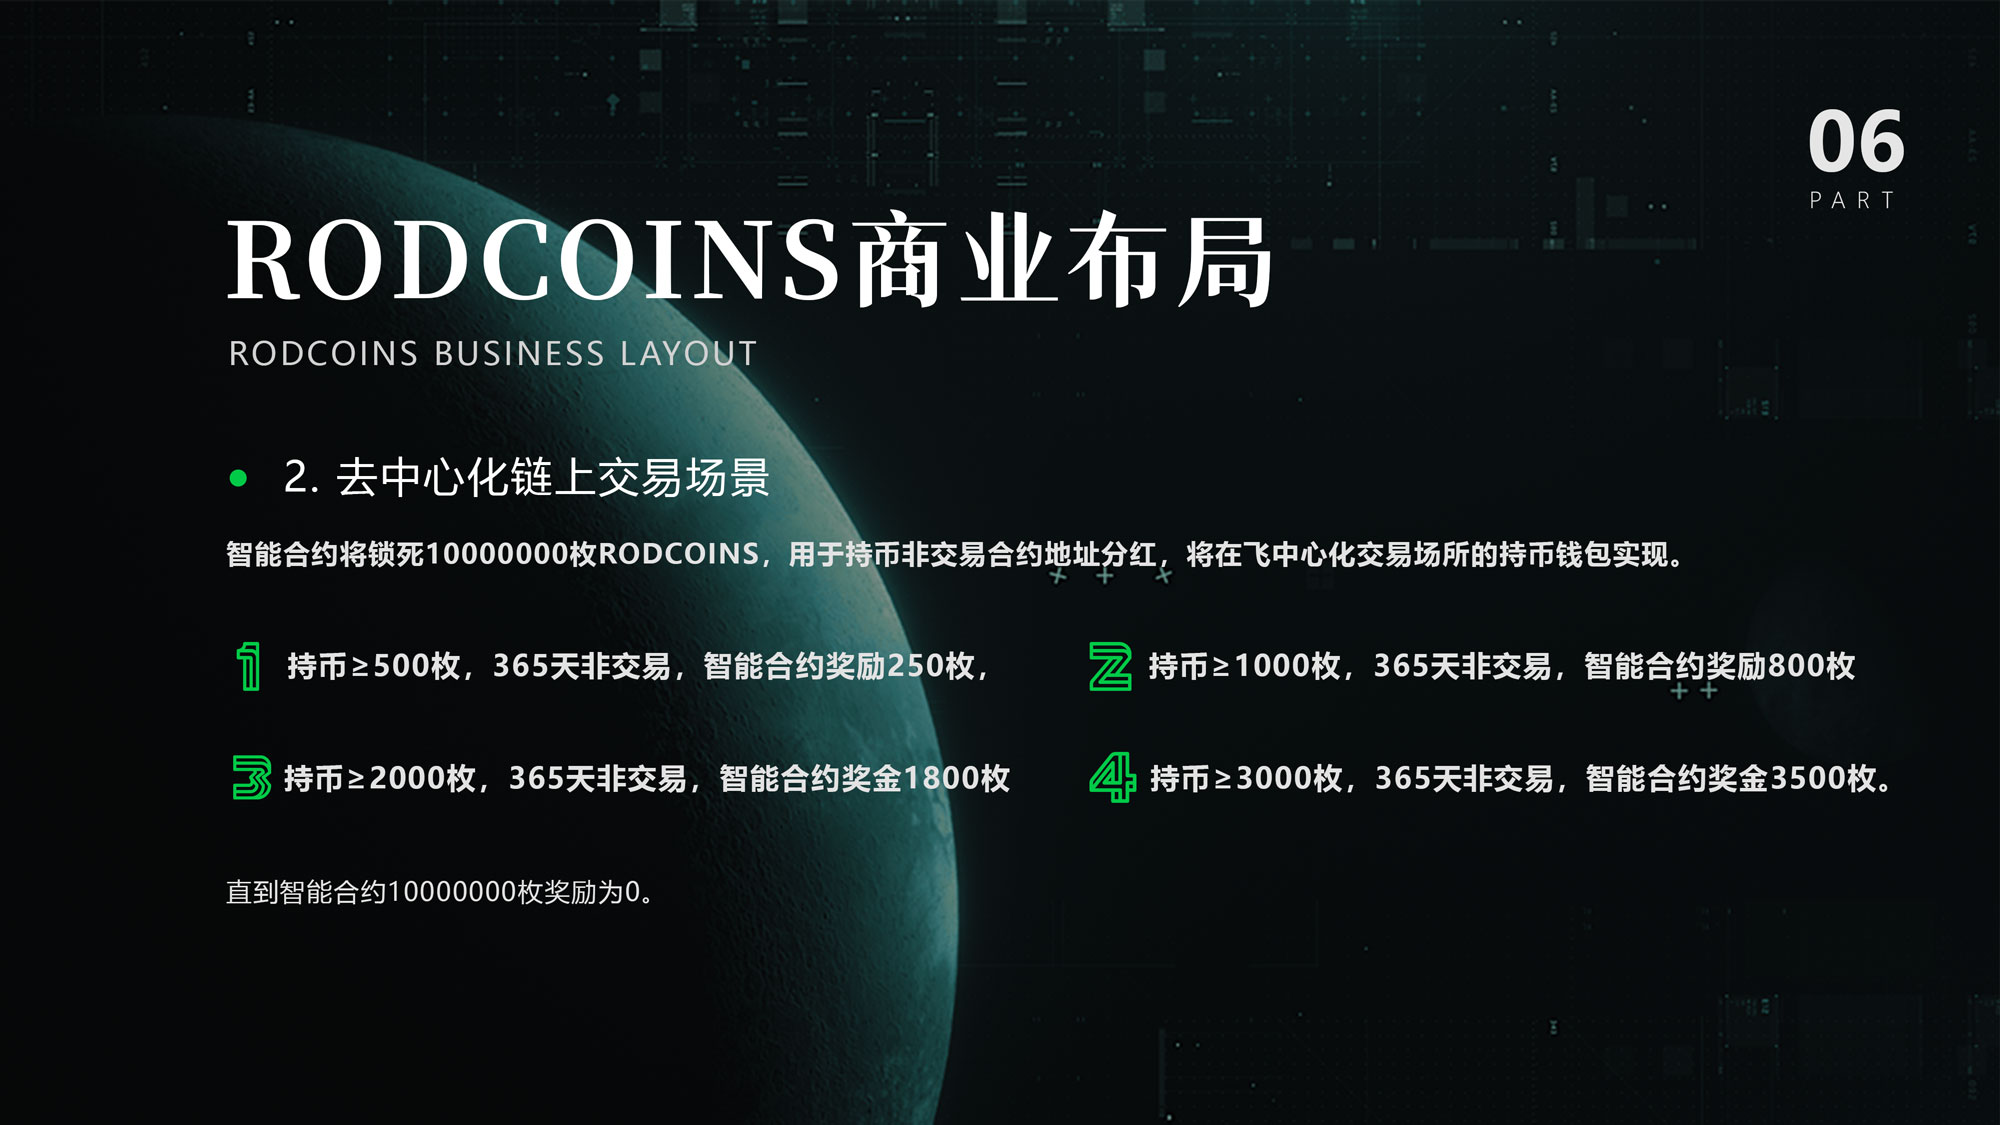 06
PART
RODCOINS商业布局
RODCOINS BUSINESS LAYOUT
2. 去中心化链上交易场景
智能合约将锁死10000000枚RODCOINS，用于持币非交易合约地址分红，将在飞中心化交易场所的持币钱包实现。
1 持币≥500枚，365天非交易，智能合约奖励250枚，
2 持币≥1000枚，365天非交易，智能合约奖励800枚
3 持币≥2000枚，365天非交易，智能合约奖金1800枚
4 持币≥3000枚，365天非交易，智能合约奖金3500枚。
直到智能合约10000000枚奖励为0。